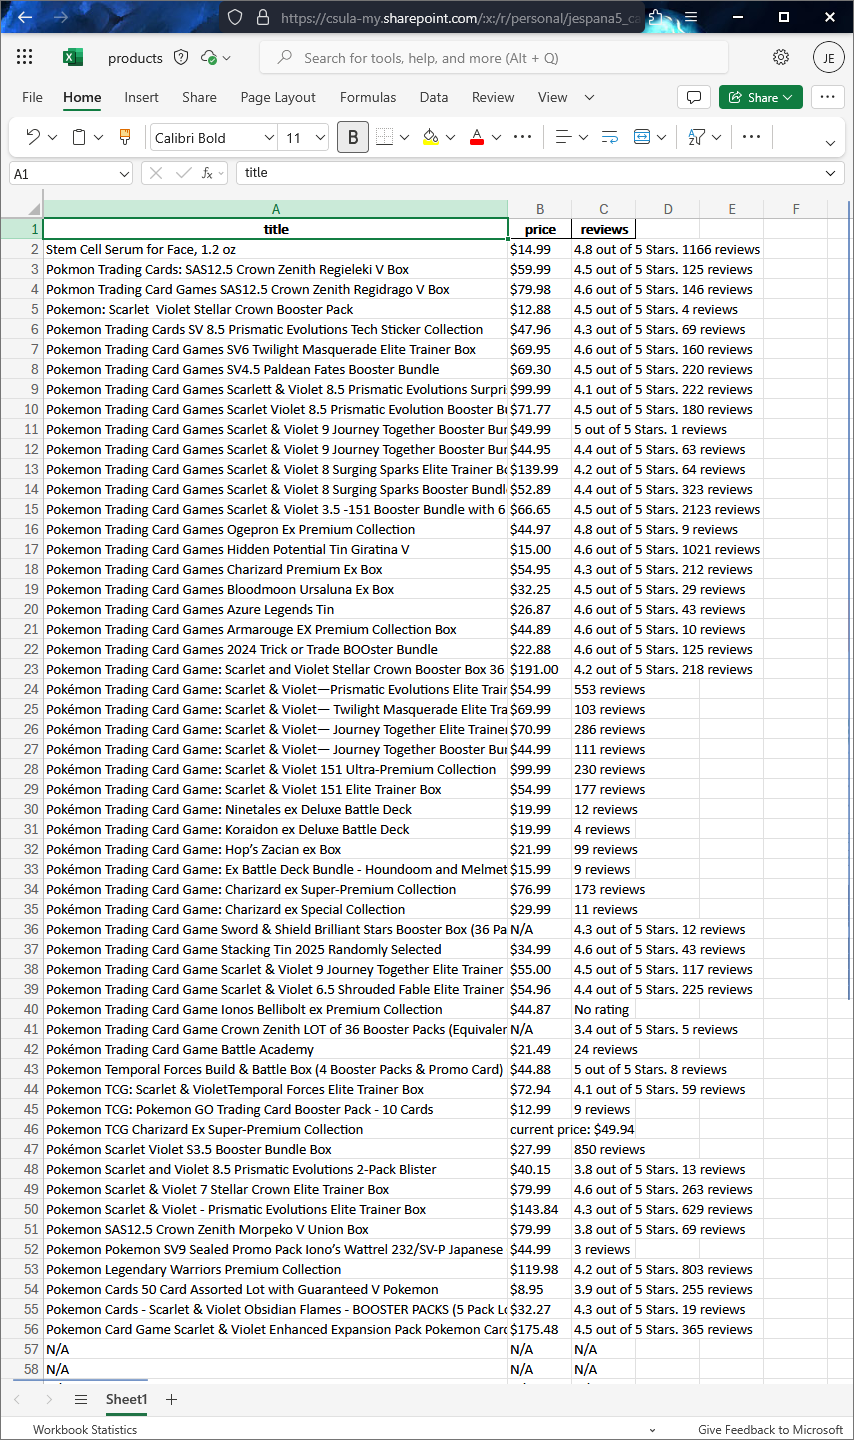 https://csula-my.sharepoint.com/:x:/r/personal/jespana5_ca
products
Search for tools, help, and more (Alt + Q)
JE
File Home Insert Share Page Layout Formulas Data Review View
Share
Calibri Bold 11 B A
A1 fx title
A B C D E F
1 title price reviews
2 Stem Cell Serum for Face, 1.2 oz $14.99 4.8 out of 5 Stars. 1166 reviews
3 Pokmon Trading Cards: SAS12.5 Crown Zenith Regieleki V Box $59.99 4.5 out of 5 Stars. 125 reviews
4 Pokmon Trading Card Games SAS12.5 Crown Zenith Regidrago V Box $79.98 4.6 out of 5 Stars. 146 reviews
5 Pokemon: Scarlet  Violet Stellar Crown Booster Pack $12.88 4.5 out of 5 Stars. 4 reviews
6 Pokemon Trading Cards SV 8.5 Prismatic Evolutions Tech Sticker Collection $47.96 4.3 out of 5 Stars. 69 reviews
7 Pokemon Trading Card Games SV6 Twilight Masquerade Elite Trainer Box $69.95 4.6 out of 5 Stars. 160 reviews
8 Pokemon Trading Card Games SV4.5 Paldean Fates Booster Bundle $69.30 4.5 out of 5 Stars. 220 reviews
9 Pokemon Trading Card Games Scarlett & Violet 8.5 Prismatic Evolutions Surpri $99.99 4.1 out of 5 Stars. 222 reviews
10 Pokemon Trading Card Games Scarlet Violet 8.5 Prismatic Evolution Booster Bu $71.77 4.5 out of 5 Stars. 180 reviews
11 Pokemon Trading Card Games Scarlet & Violet 9 Journey Together Booster Bur $49.99 5 out of 5 Stars. 1 reviews
12 Pokemon Trading Card Games Scarlet & Violet 9 Journey Together Booster Bur $44.95 4.4 out of 5 Stars. 63 reviews
13 Pokemon Trading Card Games Scarlet & Violet 8 Surging Sparks Elite Trainer Bo $139.99 4.2 out of 5 Stars. 64 reviews
14 Pokemon Trading Card Games Scarlet & Violet 8 Surging Sparks Booster Bundl $52.89 4.4 out of 5 Stars. 323 reviews
15 Pokemon Trading Card Games Scarlet & Violet 3.5 -151 Booster Bundle with 6 $66.65 4.5 out of 5 Stars. 2123 reviews
16 Pokemon Trading Card Games Ogepron Ex Premium Collection $44.97 4.8 out of 5 Stars. 9 reviews
17 Pokemon Trading Card Games Hidden Potential Tin Giratina V $15.00 4.6 out of 5 Stars. 1021 reviews
18 Pokemon Trading Card Games Charizard Premium Ex Box $54.95 4.3 out of 5 Stars. 212 reviews
19 Pokemon Trading Card Games Bloodmoon Ursaluna Ex Box $32.25 4.5 out of 5 Stars. 29 reviews
20 Pokemon Trading Card Games Azure Legends Tin $26.87 4.6 out of 5 Stars. 43 reviews
21 Pokemon Trading Card Games Armarouge EX Premium Collection Box $44.89 4.6 out of 5 Stars. 10 reviews
22 Pokemon Trading Card Games 2024 Trick or Trade BOOster Bundle $22.88 4.6 out of 5 Stars. 125 reviews
23 Pokemon Trading Card Game: Scarlet and Violet Stellar Crown Booster Box 36 $191.00 4.2 out of 5 Stars. 218 reviews
24 Pokémon Trading Card Game: Scarlet & Violet—Prismatic Evolutions Elite Trair $54.99 553 reviews
25 Pokémon Trading Card Game: Scarlet & Violet— Twilight Masquerade Elite Tra $69.99 103 reviews
26 Pokémon Trading Card Game: Scarlet & Violet— Journey Together Elite Traine $70.99 286 reviews
27 Pokémon Trading Card Game: Scarlet & Violet— Journey Together Booster Bur $44.99 111 reviews
28 Pokémon Trading Card Game: Scarlet & Violet 151 Ultra-Premium Collection $99.99 230 reviews
29 Pokémon Trading Card Game: Scarlet & Violet 151 Elite Trainer Box $54.99 177 reviews
30 Pokémon Trading Card Game: Ninetales ex Deluxe Battle Deck $19.99 12 reviews
31 Pokémon Trading Card Game: Koraidon ex Deluxe Battle Deck $19.99 4 reviews
32 Pokémon Trading Card Game: Hop’s Zacian ex Box $21.99 99 reviews
33 Pokémon Trading Card Game: Ex Battle Deck Bundle - Houndoom and Melmet $15.99 9 reviews
34 Pokémon Trading Card Game: Charizard ex Super-Premium Collection $76.99 173 reviews
35 Pokémon Trading Card Game: Charizard ex Special Collection $29.99 11 reviews
36 Pokemon Trading Card Game Sword & Shield Brilliant Stars Booster Box (36 Pa N/A 4.3 out of 5 Stars. 12 reviews
37 Pokemon Trading Card Game Stacking Tin 2025 Randomly Selected $34.99 4.6 out of 5 Stars. 43 reviews
38 Pokemon Trading Card Game Scarlet & Violet 9 Journey Together Elite Trainer $55.00 4.5 out of 5 Stars. 117 reviews
39 Pokemon Trading Card Game Scarlet & Violet 6.5 Shrouded Fable Elite Trainer $54.96 4.4 out of 5 Stars. 225 reviews
40 Pokemon Trading Card Game Ionos Bellibolt ex Premium Collection $44.87 No rating
41 Pokemon Trading Card Game Crown Zenith LOT of 36 Booster Packs (Equivaler N/A 3.4 out of 5 Stars. 5 reviews
42 Pokémon Trading Card Game Battle Academy $21.49 24 reviews
43 Pokemon Temporal Forces Build & Battle Box (4 Booster Packs & Promo Card) $44.88 5 out of 5 Stars. 8 reviews
44 Pokemon TCG: Scarlet & VioletTemporal Forces Elite Trainer Box $72.94 4.1 out of 5 Stars. 59 reviews
45 Pokemon TCG: Pokemon GO Trading Card Booster Pack - 10 Cards $12.99 9 reviews
46 Pokemon TCG Charizard Ex Super-Premium Collection current price: $49.94
47 Pokémon Scarlet Violet S3.5 Booster Bundle Box $27.99 850 reviews
48 Pokemon Scarlet and Violet 8.5 Prismatic Evolutions 2-Pack Blister $40.15 3.8 out of 5 Stars. 13 reviews
49 Pokemon Scarlet & Violet 7 Stellar Crown Elite Trainer Box $79.99 4.6 out of 5 Stars. 263 reviews
50 Pokemon Scarlet & Violet - Prismatic Evolutions Elite Trainer Box $143.84 4.3 out of 5 Stars. 629 reviews
51 Pokemon SAS12.5 Crown Zenith Morpeko V Union Box $79.99 3.8 out of 5 Stars. 69 reviews
52 Pokemon Pokemon SV9 Sealed Promo Pack Iono’s Wattrel 232/SV-P Japanese $44.99 3 reviews
53 Pokemon Legendary Warriors Premium Collection $119.98 4.2 out of 5 Stars. 803 reviews
54 Pokemon Cards 50 Card Assorted Lot with Guaranteed V Pokemon $8.95 3.9 out of 5 Stars. 255 reviews
55 Pokemon Cards - Scarlet & Violet Obsidian Flames - BOOSTER PACKS (5 Pack Lo $32.27 4.3 out of 5 Stars. 19 reviews
56 Pokemon Card Game Scarlet & Violet Enhanced Expansion Pack Pokemon Card $175.48 4.5 out of 5 Stars. 365 reviews
57 N/A N/A N/A
58 N/A N/A N/A
Sheet1
Workbook Statistics Give Feedback to Microsoft